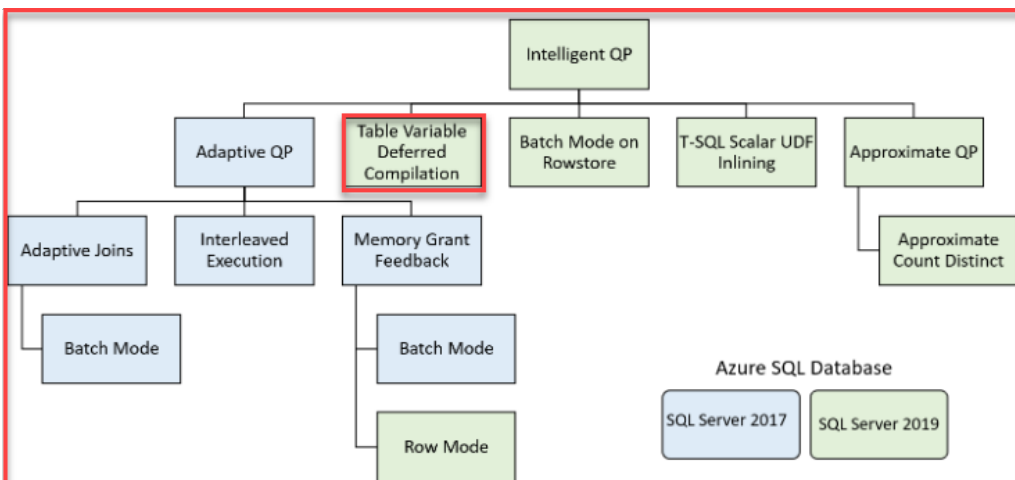 Intelligent QP
Adaptive QP
Table Variable
Deferred
Compilation
Batch Mode on
Rowstore
T-SQL Scalar UDF
Inlining
Approximate QP
Adaptive Joins
Interleaved
Execution
Memory Grant
Feedback
Approximate
Count Distinct
Batch Mode
Batch Mode
Row Mode
Azure SQL Database
SQL Server 2017
SQL Server 2019